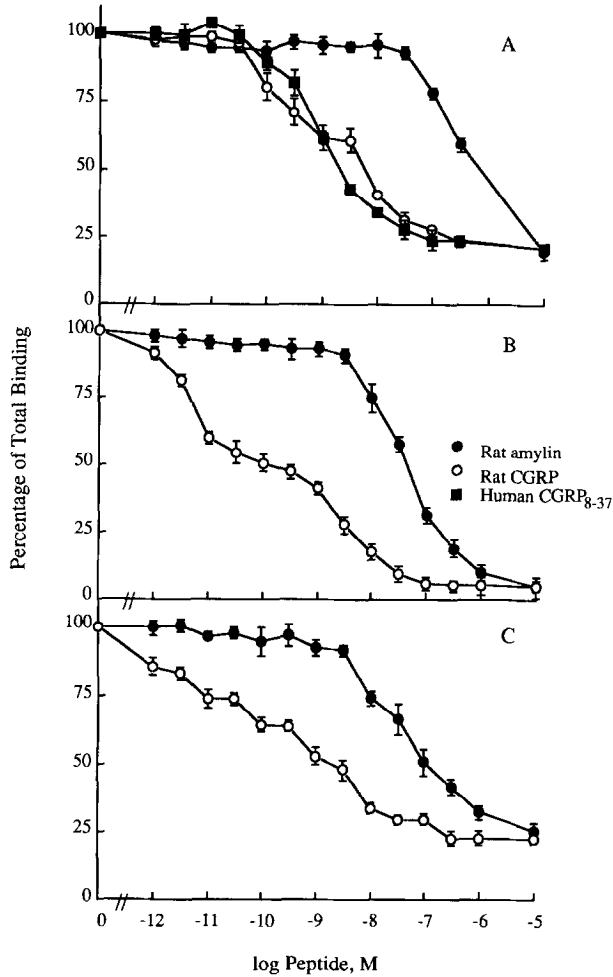 100
A
75
50
25
0
100
B
75
50
25
0
Rat amylin
Rat CGRP
Human CGRP8-37
Percentage of Total Binding
100
C
75
50
25
0
0 -12 -11 -10 -9 -8 -7 -6 -5
log Peptide, M